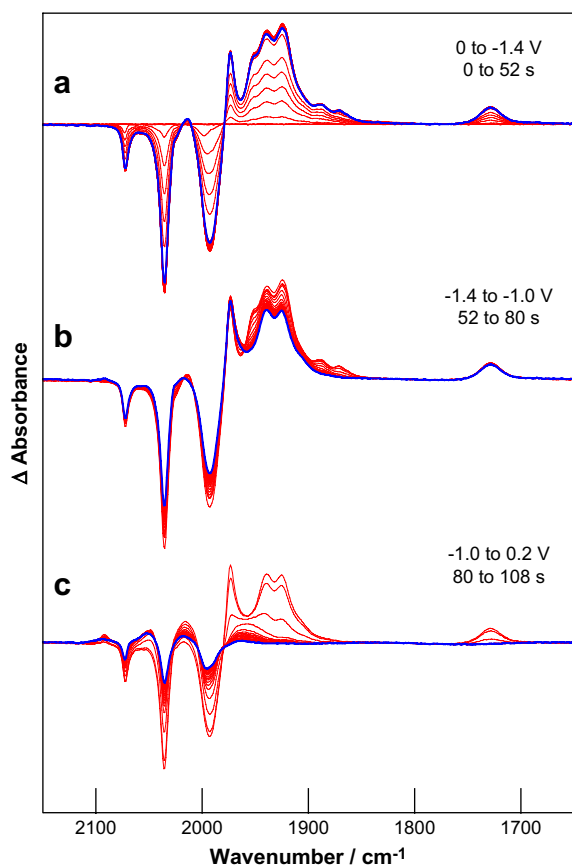 a
0 to -1.4 V
0 to 52 s
b
-1.4 to -1.0 V
52 to 80 s
c
-1.0 to 0.2 V
80 to 108 s
Δ Absorbance
2100 2000 1900 1800 1700
Wavenumber / cm⁻¹